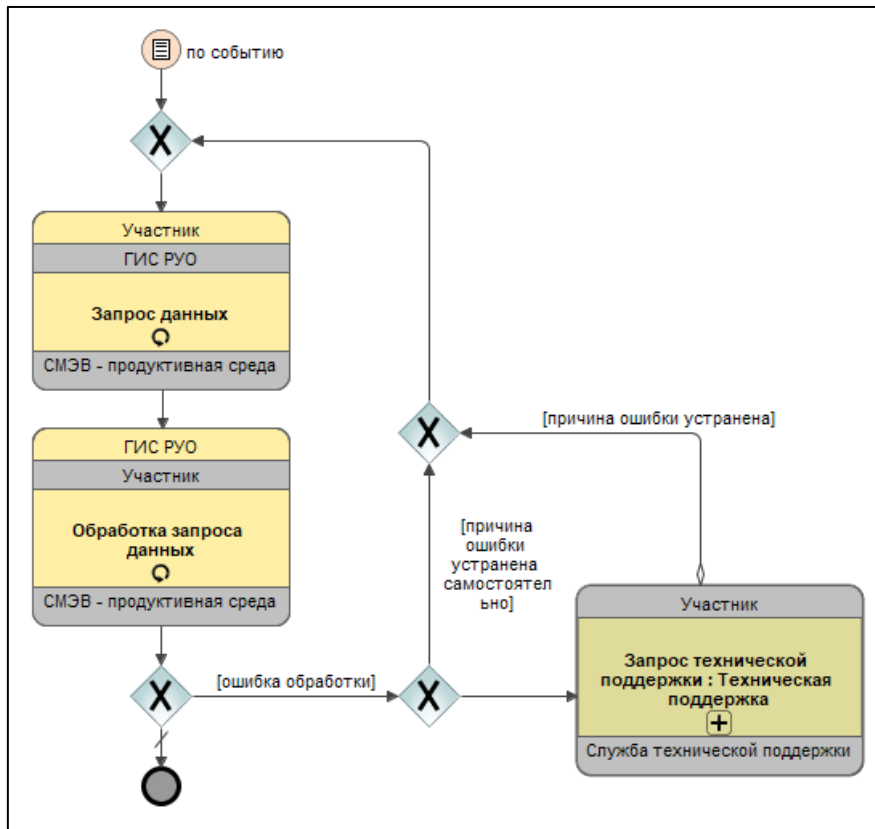 по событию
Участник
ГИС РУО
Запрос данных
СМЭВ - продуктивная среда
ГИС РУО
Участник
Обработка запроса
данных
СМЭВ - продуктивная среда
[ошибка обработки]
[причина
ошибки
устранена
самостоятел
ьно]
[причина ошибки устранена]
Участник
Запрос технической
поддержки : Техническая
поддержка
Служба технической поддержки